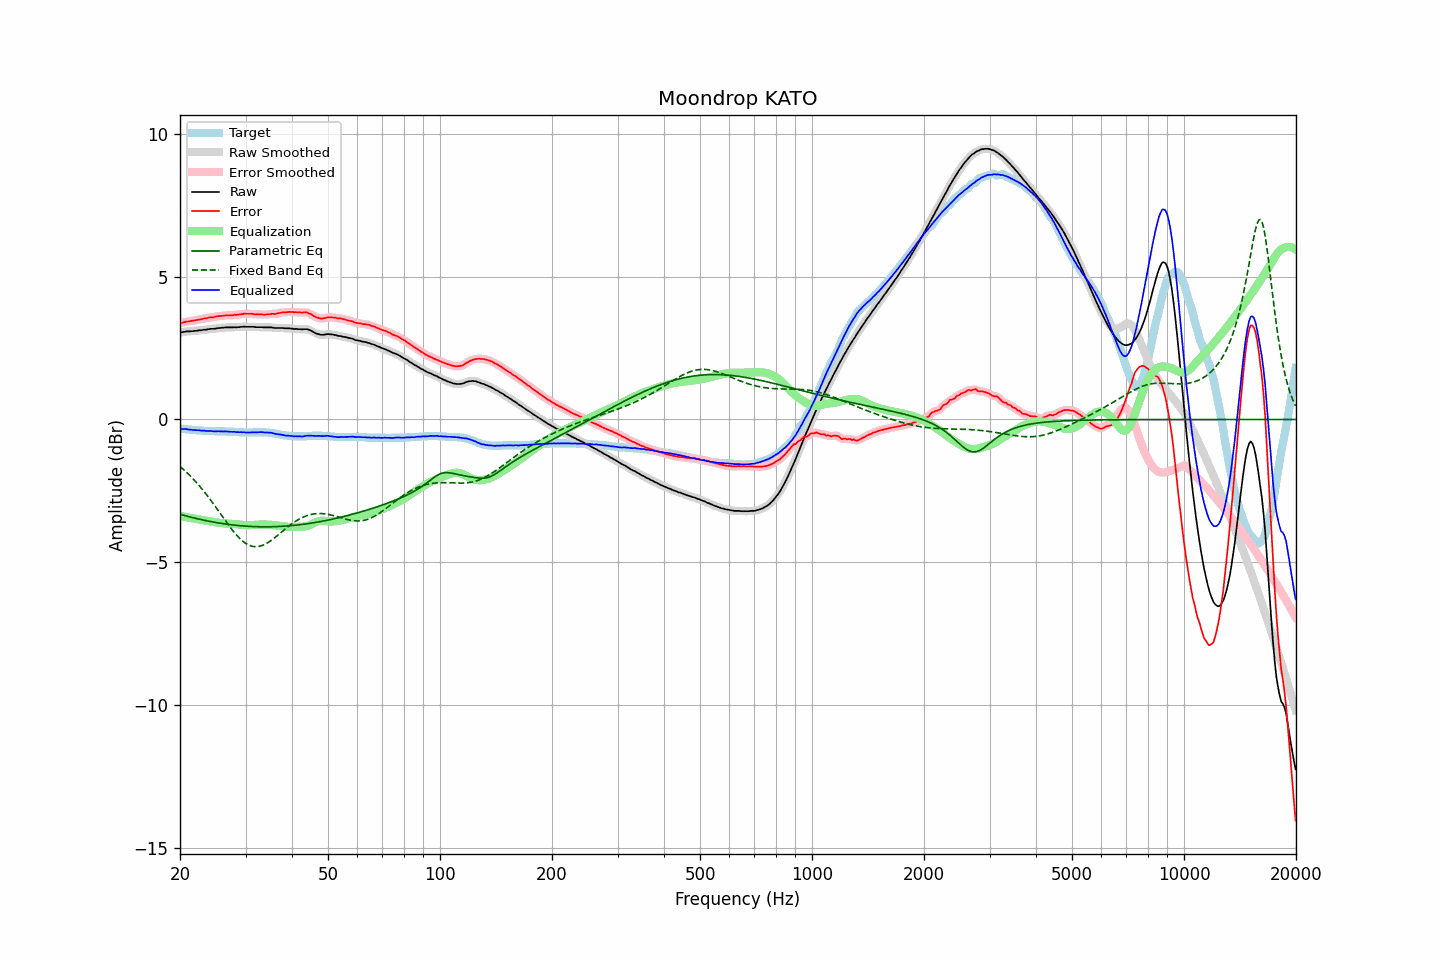 Moondrop KATO
Target
Raw Smoothed
Error Smoothed
Raw
Error
Equalization
Parametric Eq
Fixed Band Eq
Equalized
10
5
0
−5
−10
−15
Amplitude (dBr)
20 50 100 200 500 1000 2000 5000 10000 20000
Frequency (Hz)